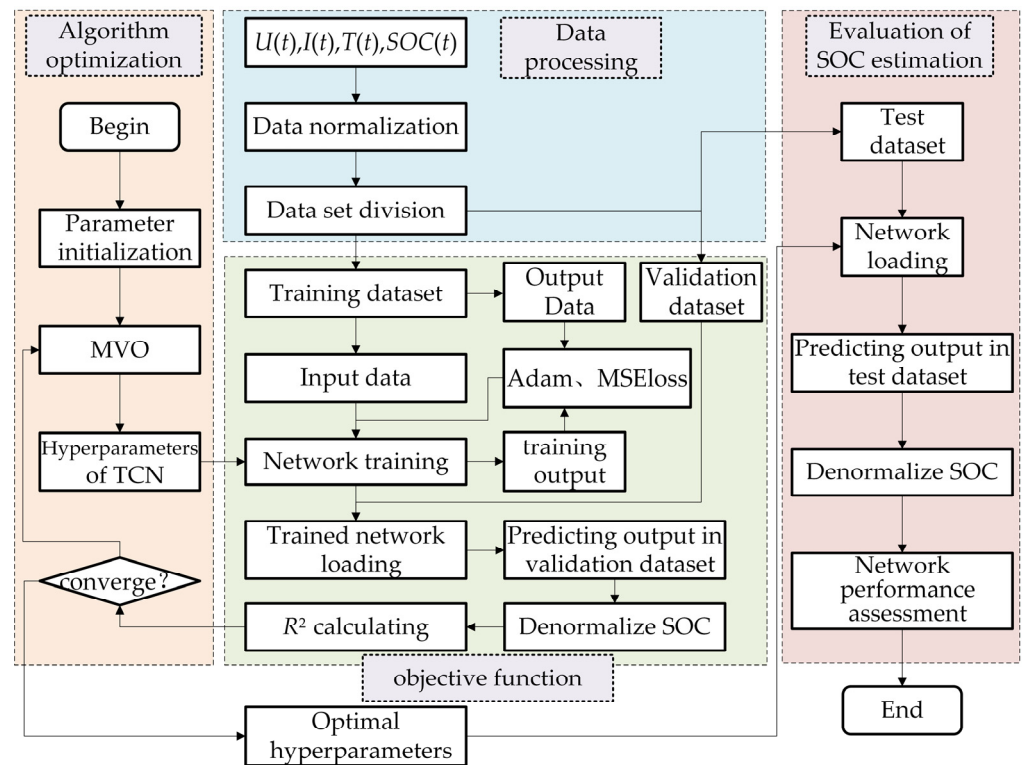 Algorithm
optimization
Begin
Parameter
initialization
MVO
Hyperparameters
of TCN
converge?
U(t),I(t),T(t),SOC(t)
Data
processing
Data normalization
Data set division
Training dataset
Output
Data
Validation
dataset
Input data
Adam、MSEloss
Network training
training
output
Trained network
loading
Predicting output in
validation dataset
R² calculating
Denormalize SOC
objective function
Optimal
hyperparameters
Evaluation of
SOC estimation
Test
dataset
Network
loading
Predicting output in
test dataset
Denormalize SOC
Network
performance
assessment
End